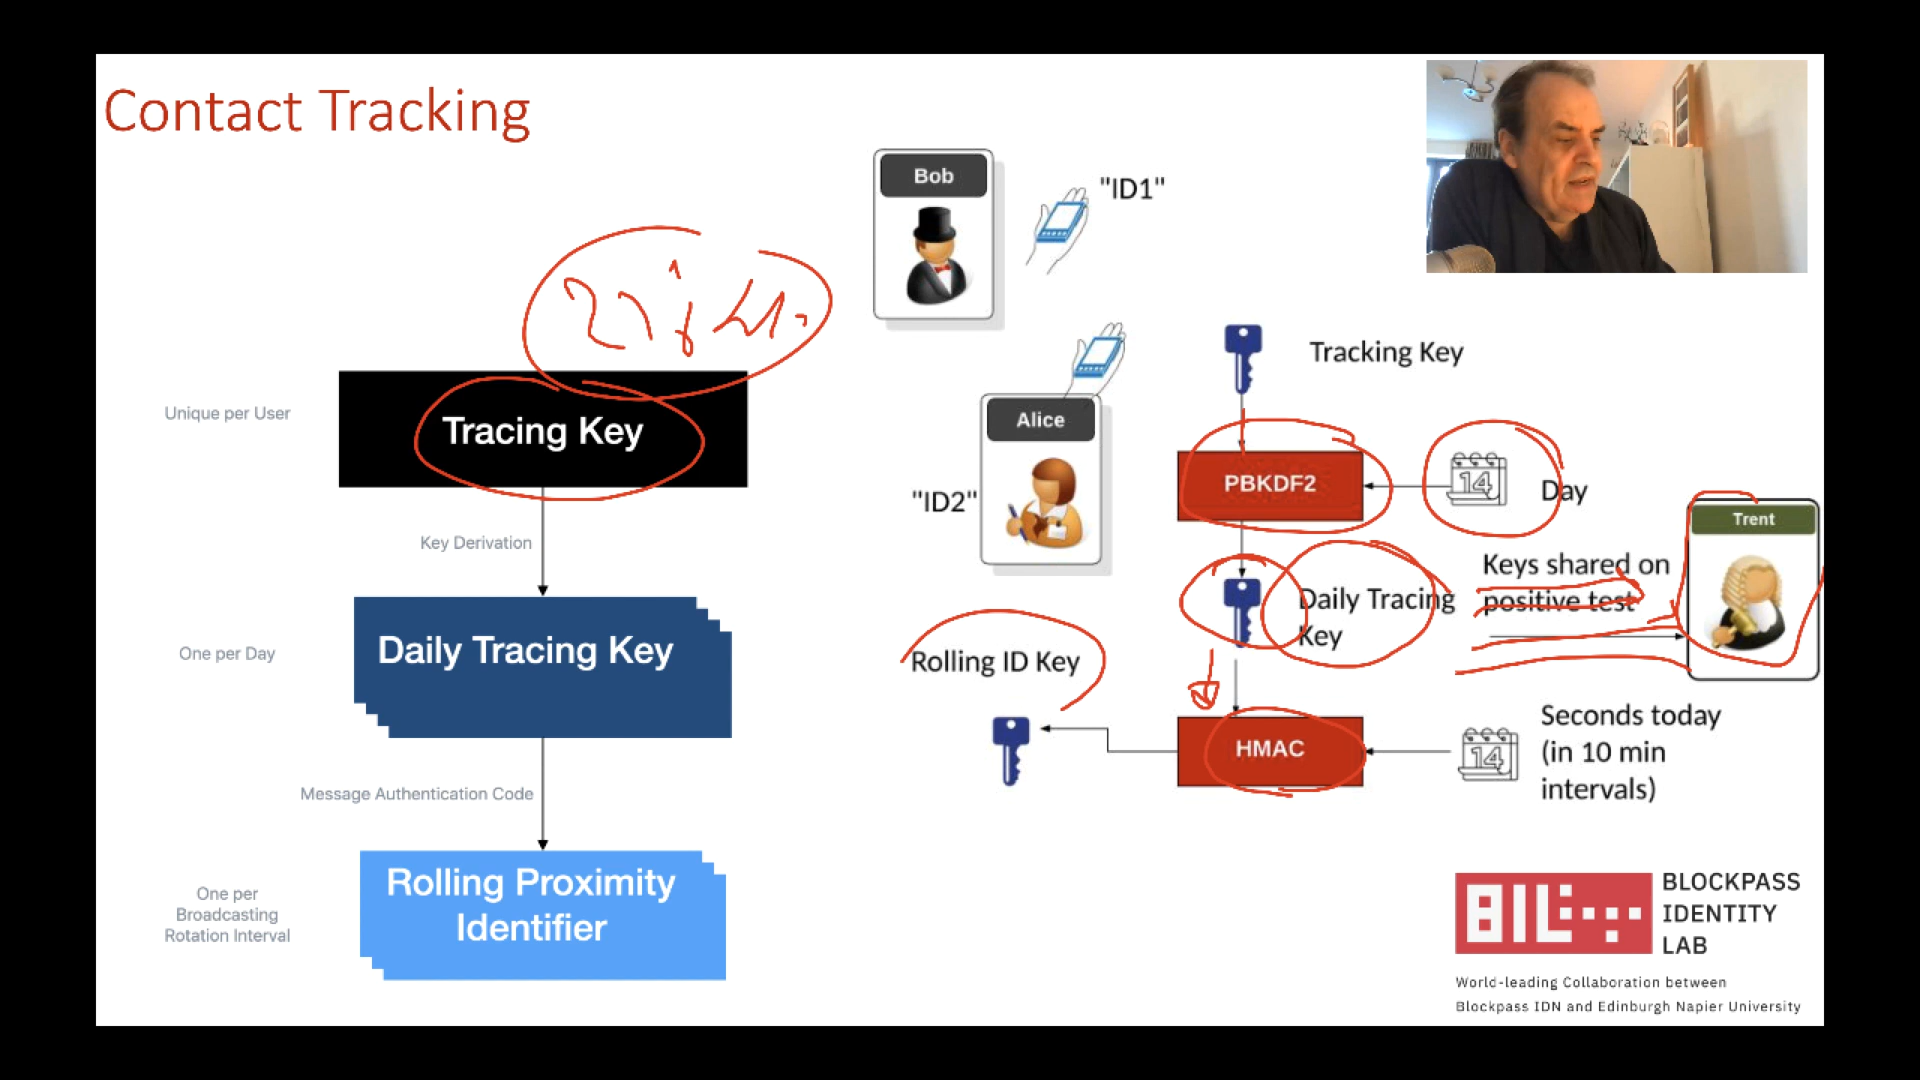 Contact Tracking
Bob
"ID1"
Tracking Key
Unique per User
Tracing Key
Alice
"ID2"
PBKDF2
14
Day
Trent
Key Derivation
Keys shared on
positive test
Daily Tracing
Key
One per Day
Daily Tracing Key
Rolling ID Key
HMAC
14
Seconds today
(in 10 min
intervals)
Message Authentication Code
Rolling Proximity
Identifier
One per
Broadcasting
Rotation Interval
BIL
BLOCKPASS
IDENTITY
LAB
World-leading Collaboration between
Blockpass IDN and Edinburgh Napier University